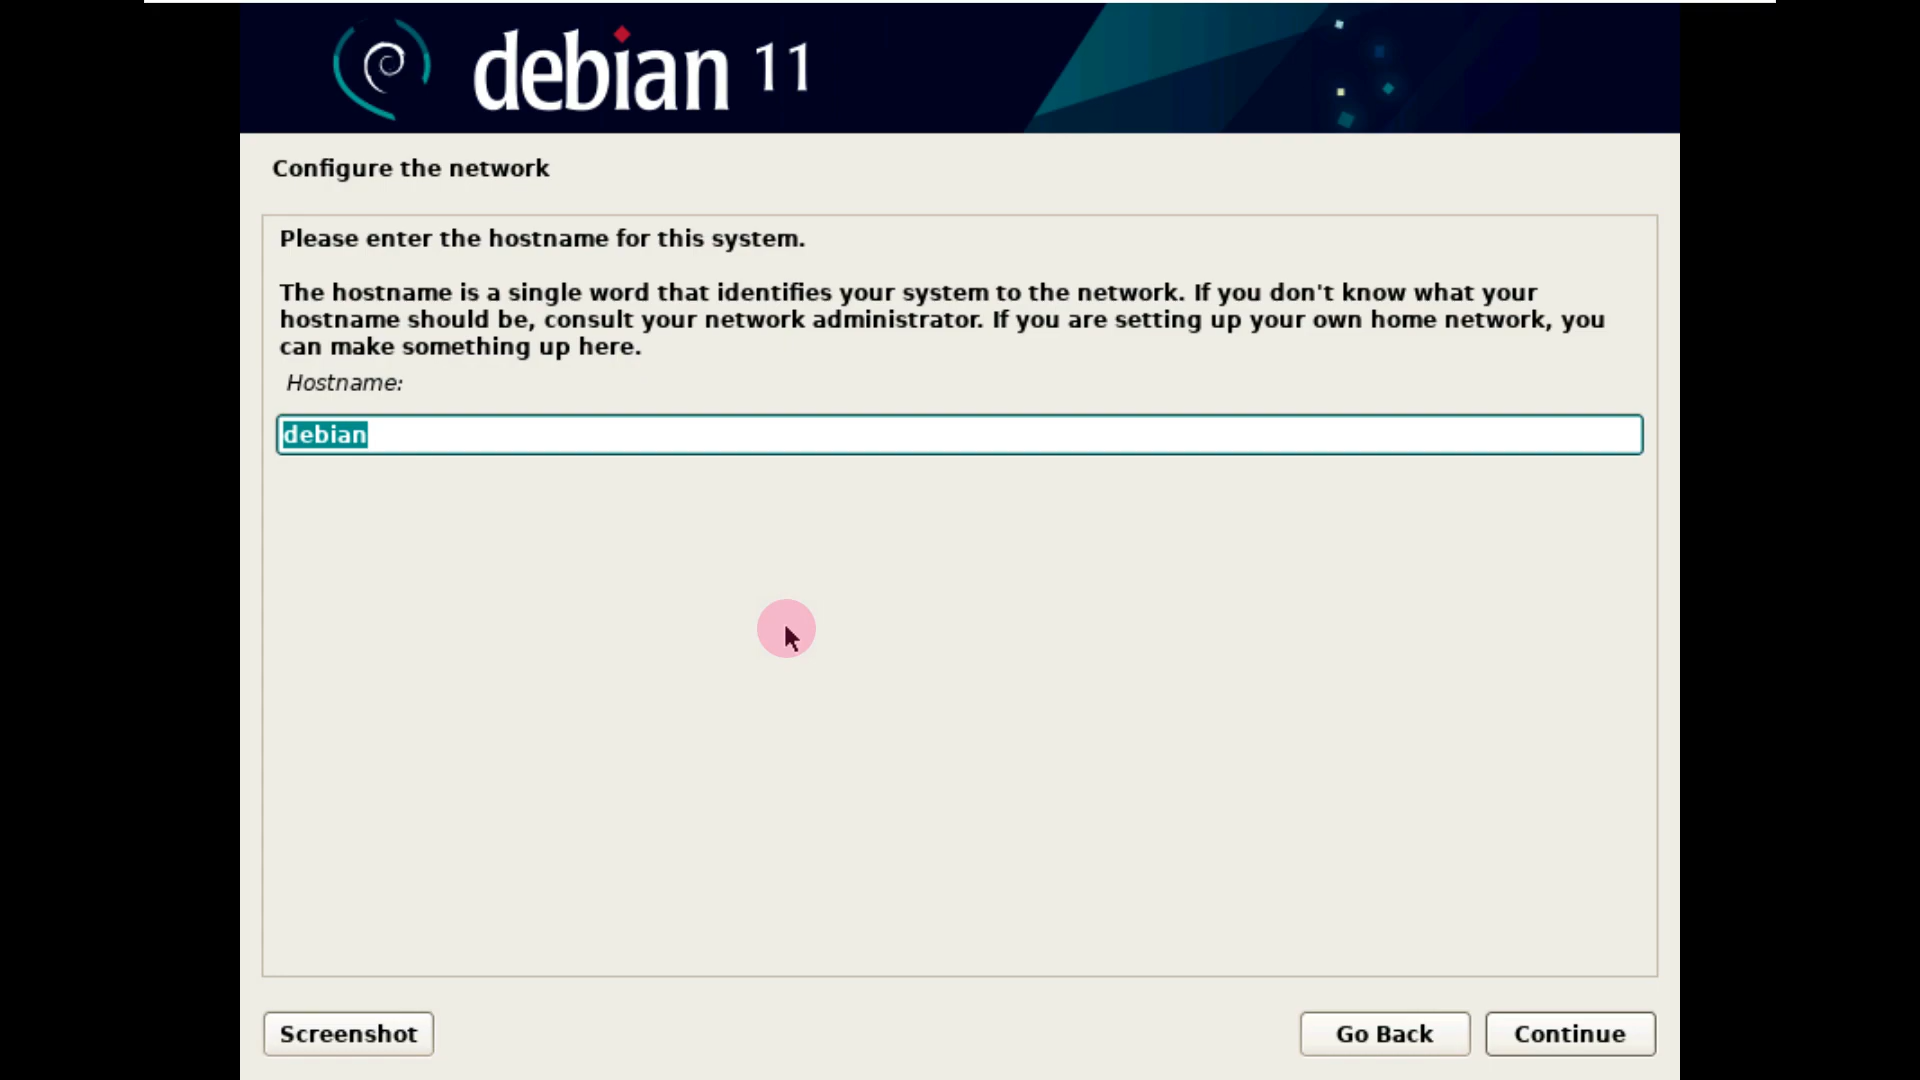 debian 11
Configure the network
Please enter the hostname for this system.
The hostname is a single word that identifies your system to the network. If you don't know what your
hostname should be, consult your network administrator. If you are setting up your own home network, you
can make something up here.
Hostname:
debian
Screenshot
Go Back
Continue